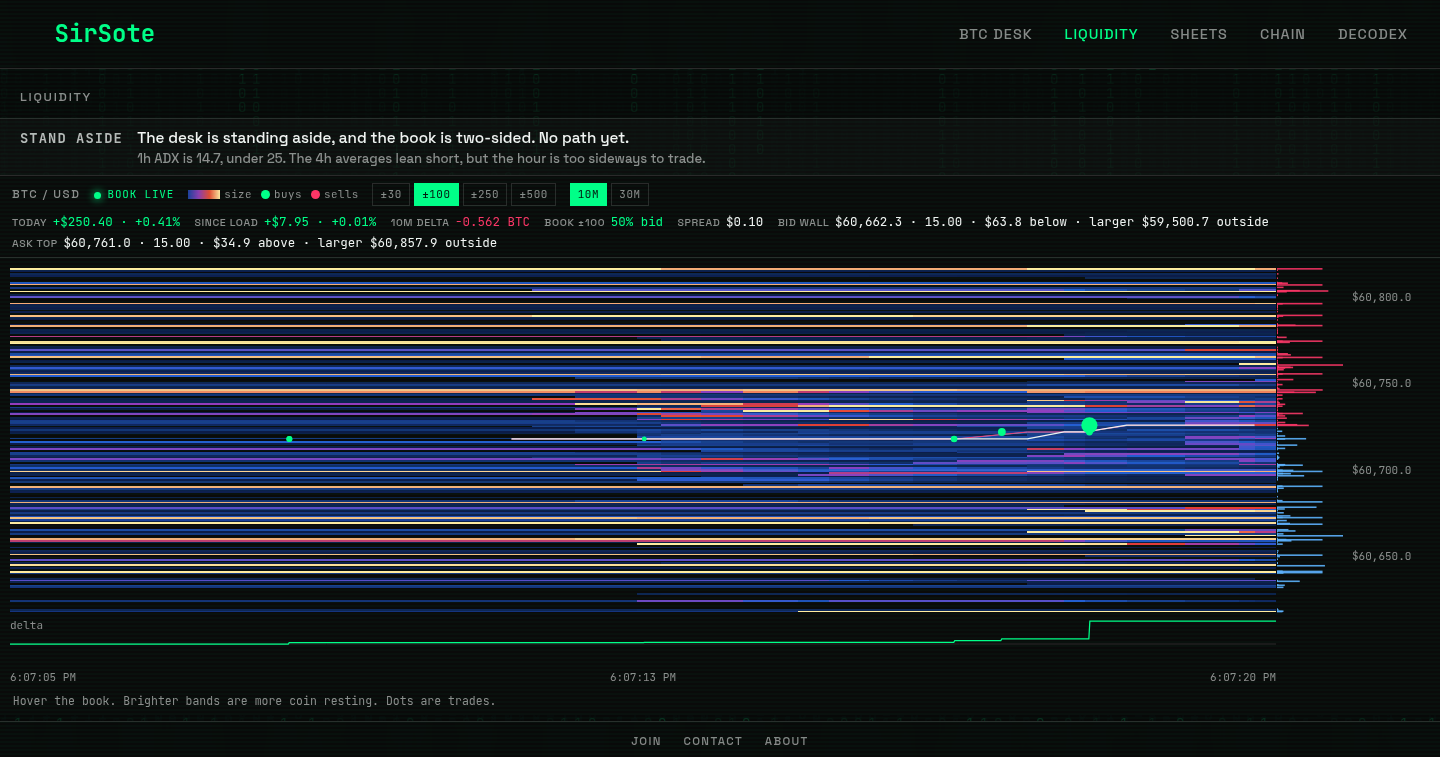 SirSote
BTC DESK LIQUIDITY SHEETS CHAIN DECODEX
LIQUIDITY
STAND ASIDE The desk is standing aside, and the book is two-sided. No path yet.
1h ADX is 14.7, under 25. The 4h averages lean short, but the hour is too sideways to trade.
BTC / USD BOOK LIVE size buys sells ±30 ±100 ±250 ±500 10M 30M
TODAY +$250.40 · +0.41% SINCE LOAD +$7.95 · +0.01% 10M DELTA -0.562 BTC BOOK ±100 50% bid SPREAD $0.10 BID WALL $60,662.3 · 15.00 · $63.8 below · larger $59,500.7 outside
ASK TOP $60,761.0 · 15.00 · $34.9 above · larger $60,857.9 outside
$60,800.0
$60,750.0
$60,700.0
$60,650.0
delta
6:07:05 PM 6:07:13 PM 6:07:20 PM
Hover the book. Brighter bands are more coin resting. Dots are trades.
JOIN CONTACT ABOUT